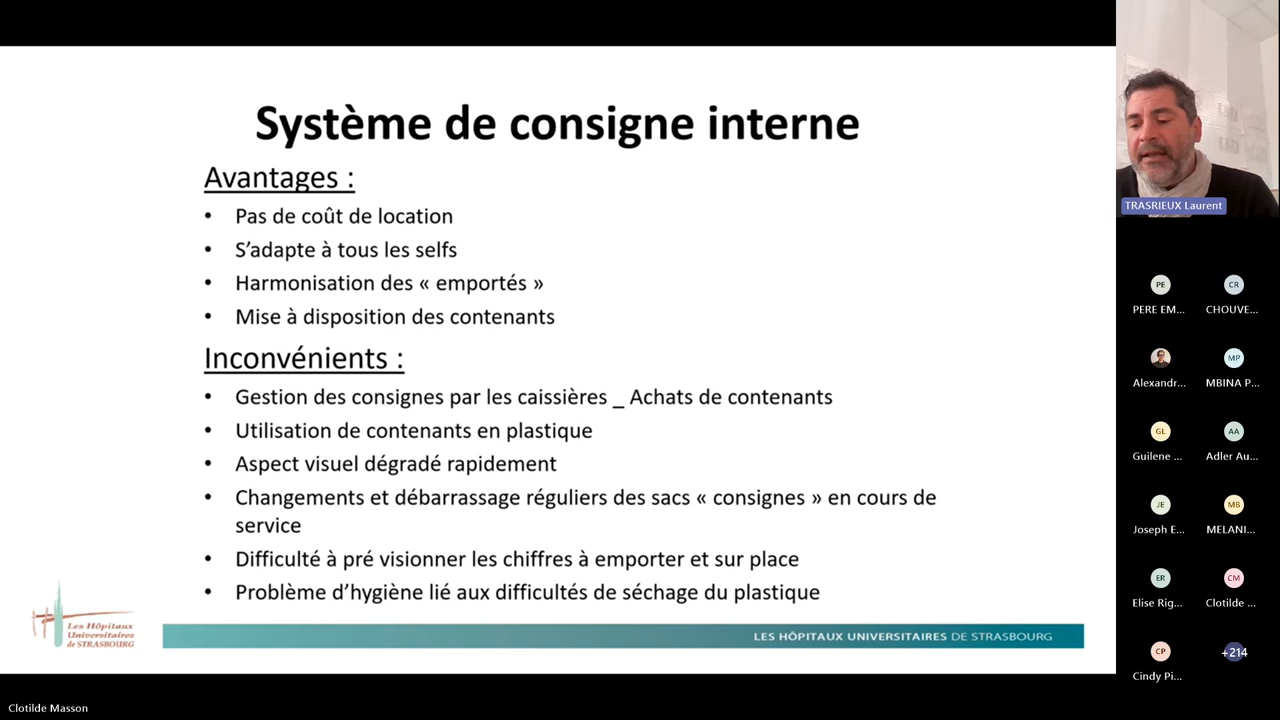 Système de consigne interne
Avantages :
• Pas de coût de location
• S’adapte à tous les selfs
• Harmonisation des « emportés »
• Mise à disposition des contenants
Inconvénients :
• Gestion des consignes par les caissières _ Achats de contenants
• Utilisation de contenants en plastique
• Aspect visuel dégradé rapidement
• Changements et débarrassage réguliers des sacs « consignes » en cours de
service
• Difficulté à pré visionner les chiffres à emporter et sur place
• Problème d’hygiène lié aux difficultés de séchage du plastique
Les Hôpitaux
Universitaires
de STRASBOURG
LES HÔPITAUX UNIVERSITAIRES DE STRASBOURG
TRASRIEUX Laurent
PE
CR
PERE EM...
CHOUVE...
MP
Alexandr...
MBINA P...
GL
AA
Guilene ...
Adler Au...
JE
MB
Joseph E...
MELANI...
ER
CM
Elise Rig...
Clotilde ...
CP
+214
Cindy Pi...
Clotilde Masson